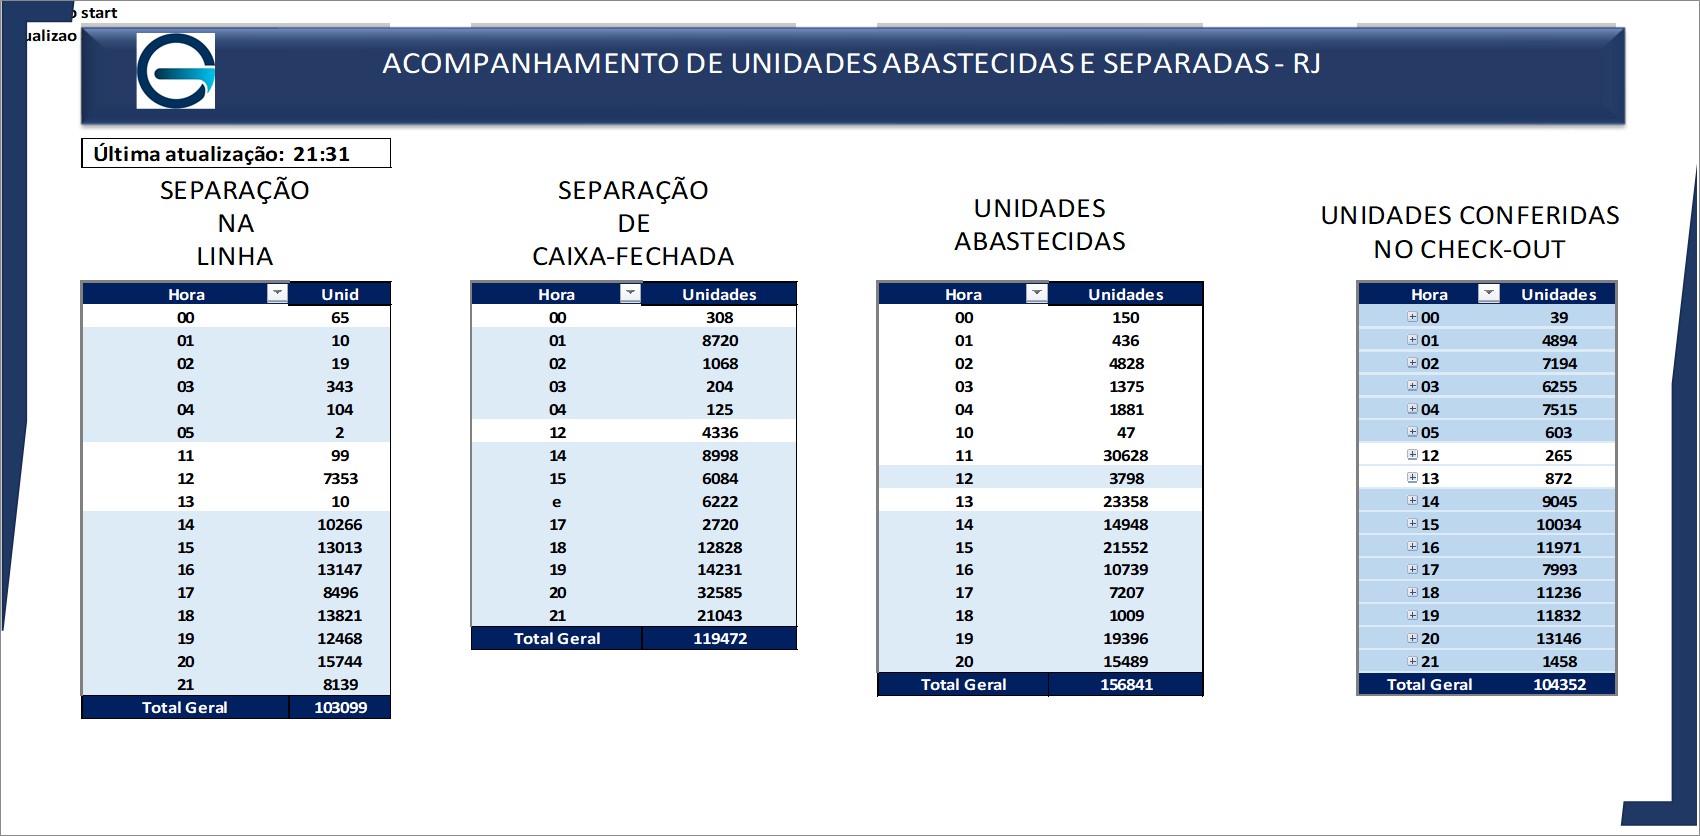 start
ualizao
ACOMPANHAMENTO DE UNIDADES ABASTECIDAS E SEPARADAS - RJ
Última atualização: 21:31
SEPARAÇÃO
NA
LINHA
Hora Unid
00 65
01 10
02 19
03 343
04 104
05 2
11 99
12 7353
13 10
14 10266
15 13013
16 13147
17 8496
18 13821
19 12468
20 15744
21 8139
Total Geral 103099
SEPARAÇÃO
DE
CAIXA-FECHADA
Hora Unidades
00 308
01 8720
02 1068
03 204
04 125
12 4336
14 8998
15 6084
e 6222
17 2720
18 12828
19 14231
20 32585
21 21043
Total Geral 119472
UNIDADES
ABASTECIDAS
Hora Unidades
00 150
01 436
02 4828
03 1375
04 1881
10 47
11 30628
12 3798
13 23358
14 14948
15 21552
16 10739
17 7207
18 1009
19 19396
20 15489
Total Geral 156841
UNIDADES CONFERIDAS
NO CHECK-OUT
Hora Unidades
00 39
01 4894
02 7194
03 6255
04 7515
05 603
12 265
13 872
14 9045
15 10034
16 11971
17 7993
18 11236
19 11832
20 13146
21 1458
Total Geral 104352